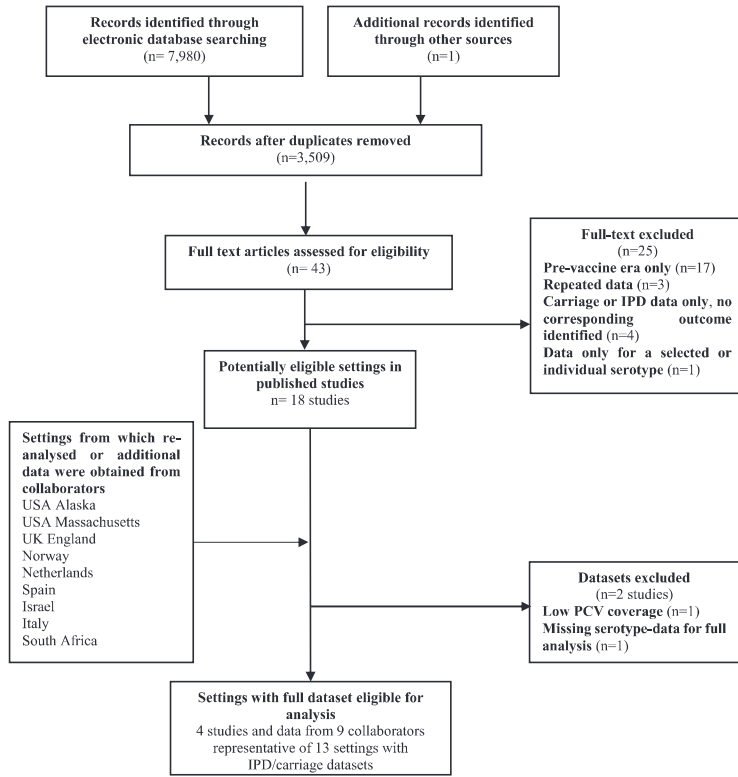 Records identified through
electronic database searching
(n= 7,980)
Additional records identified
through other sources
(n=1)
Records after duplicates removed
(n=3,509)
Full text articles assessed for eligibility
(n= 43)
Full-text excluded
(n=25)
Pre-vaccine era only (n=17)
Repeated data (n=3)
Carriage or IPD data only, no
corresponding outcome
identified (n=4)
Data only for a selected or
individual serotype (n=1)
Potentially eligible settings in
published studies
n= 18 studies
Settings from which re-
analysed or additional
data were obtained from
collaborators
USA Alaska
USA Massachusetts
UK England
Norway
Netherlands
Spain
Israel
Italy
South Africa
Datasets excluded
(n=2 studies)
Low PCV coverage (n=1)
Missing serotype-data for full
analysis (n=1)
Settings with full dataset eligible for
analysis
4 studies and data from 9 collaborators
representative of 13 settings with
IPD/carriage datasets